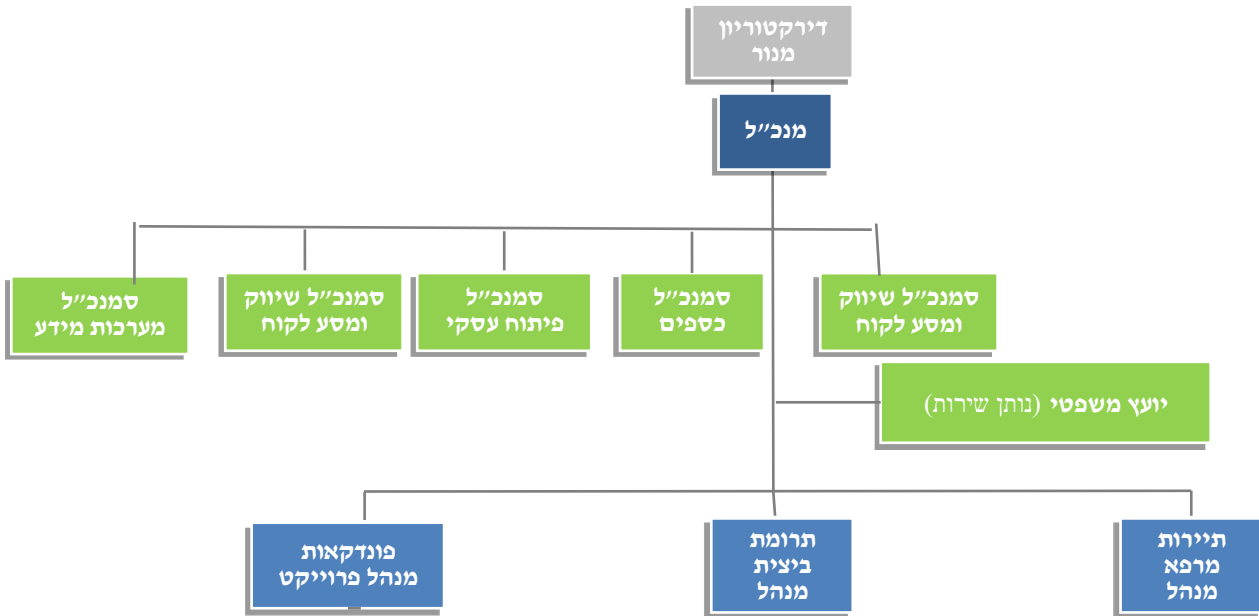 דירקטוריון
מנור
מנכ״ל
סמנכ״ל שיווק
ומסע לקוח
סמנכ״ל
כספים
סמנכ״ל
פיתוח עסקי
סמנכ״ל שיווק
ומסע לקוח
סמנכ״ל
מערכות מידע
יועץ משפטי (נותן שירות)
תיירות
מרפא
מנהל
תרומת
ביצית
מנהל
פונדקאות
מנהל פרוייקט